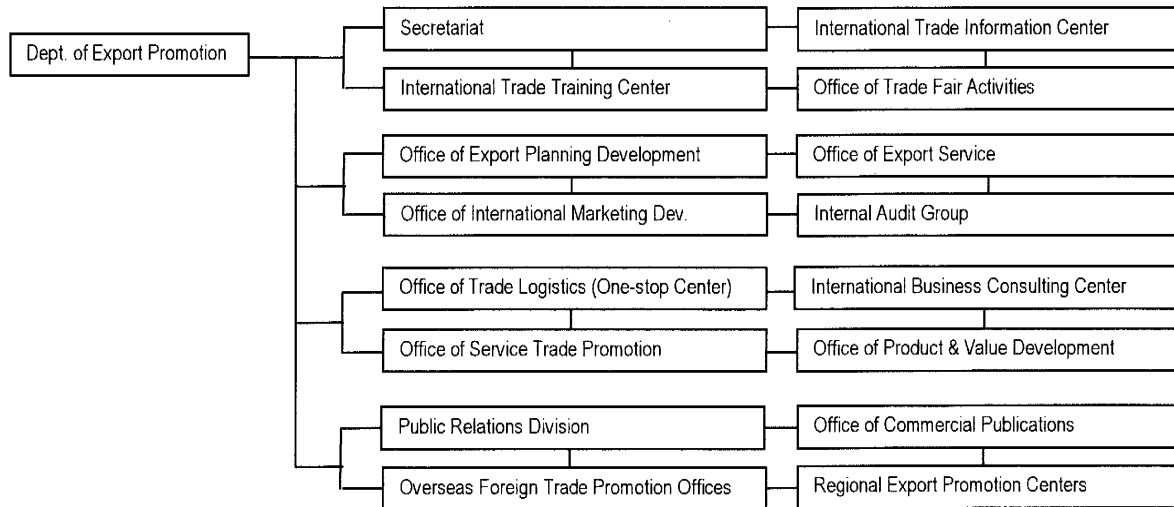 Dept. of Export Promotion
Secretariat
International Trade Information Center
International Trade Training Center
Office of Trade Fair Activities
Office of Export Planning Development
Office of Export Service
Office of International Marketing Dev.
Internal Audit Group
Office of Trade Logistics (One-stop Center)
International Business Consulting Center
Office of Service Trade Promotion
Office of Product & Value Development
Public Relations Division
Office of Commercial Publications
Overseas Foreign Trade Promotion Offices
Regional Export Promotion Centers